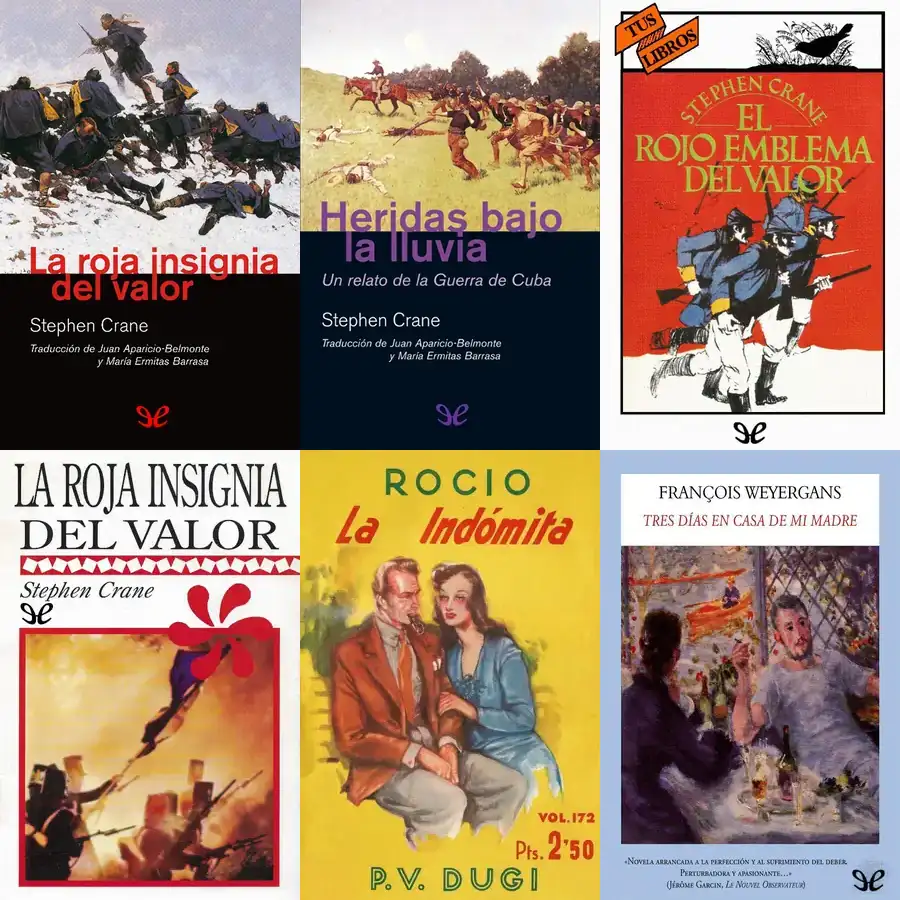 La roja insignia
del valor
Stephen Crane
Traducción de Juan Aparicio-Belmonte
y María Ermitas Barrasa
Heridas bajo
la lluvia
Un relato de la Guerra de Cuba
Stephen Crane
Traducción de Juan Aparicio-Belmonte
y María Ermitas Barrasa
TUS
LIBROS
STEPHEN CRANE
EL
ROJO EMBLEMA
DEL VALOR
LA ROJA INSIGNIA
DEL VALOR
Stephen Crane
ROCIO
La Indómita
VOL.172
Pts. 2'50
P.V. DUGI
FRANÇOIS WEYERGANS
TRES DÍAS EN CASA DE MI MADRE
«NOVELA ARRANCADA A LA PERFECCIÓN Y AL SUFRIMIENTO DEL DEBER.
PERTURBADORA Y APASIONANTE...»
(JÉRÔME GARCIN, LE NOUVEL OBSERVATEUR)